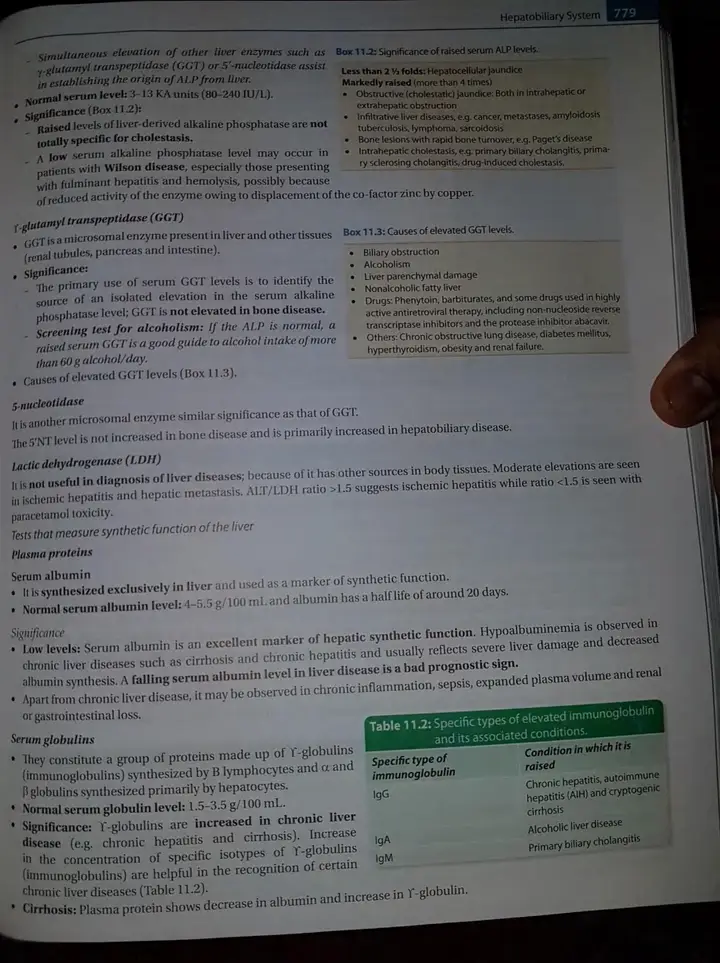 Hepatobiliary System 779
– Simultaneous elevation of other liver enzymes such as
γ-glutamyl transpeptidase (GGT) or 5'-nucleotidase assist
in establishing the origin of ALP from liver.
• Normal serum level: 3–13 KA units (80–240 IU/L).
• Significance (Box 11.2):
– Raised levels of liver-derived alkaline phosphatase are not
totally specific for cholestasis.
– A low serum alkaline phosphatase level may occur in
patients with Wilson disease, especially those presenting
with fulminant hepatitis and hemolysis, possibly because
of reduced activity of the enzyme owing to displacement of the co-factor zinc by copper.
Box 11.2: Significance of raised serum ALP levels.
Less than 2 ½ folds: Hepatocellular jaundice
Markedly raised (more than 4 times)
• Obstructive (cholestatic) jaundice: Both in intrahepatic or
extrahepatic obstruction
• Infiltrative liver diseases, e.g. cancer, metastases, amyloidosis
tuberculosis, lymphoma, sarcoidosis
• Bone lesions with rapid bone turnover, e.g. Paget's disease
• Intrahepatic cholestasis, e.g. primary biliary cholangitis, prima-
ry sclerosing cholangitis, drug-induced cholestasis.
ϒ-glutamyl transpeptidase (GGT)
• GGT is a microsomal enzyme present in liver and other tissues
(renal tubules, pancreas and intestine).
• Significance:
– The primary use of serum GGT levels is to identify the
source of an isolated elevation in the serum alkaline
phosphatase level; GGT is not elevated in bone disease.
– Screening test for alcoholism: If the ALP is normal, a
raised serum GGT is a good guide to alcohol intake of more
than 60 g alcohol/day.
• Causes of elevated GGT levels (Box 11.3).
Box 11.3: Causes of elevated GGT levels.
• Biliary obstruction
• Alcoholism
• Liver parenchymal damage
• Nonalcoholic fatty liver
• Drugs: Phenytoin, barbiturates, and some drugs used in highly
active antiretroviral therapy, including non-nucleoside reverse
transcriptase inhibitors and the protease inhibitor abacavir.
• Others: Chronic obstructive lung disease, diabetes mellitus,
hyperthyroidism, obesity and renal failure.
5-nucleotidase
It is another microsomal enzyme similar significance as that of GGT.
The 5'NT level is not increased in bone disease and is primarily increased in hepatobiliary disease.
Lactic dehydrogenase (LDH)
It is not useful in diagnosis of liver diseases; because of it has other sources in body tissues. Moderate elevations are seen
in ischemic hepatitis and hepatic metastasis. ALT/LDH ratio >1.5 suggests ischemic hepatitis while ratio <1.5 is seen with
paracetamol toxicity.
Tests that measure synthetic function of the liver
Plasma proteins
Serum albumin
• It is synthesized exclusively in liver and used as a marker of synthetic function.
• Normal serum albumin level: 4–5.5 g/100 mL and albumin has a half life of around 20 days.
Significance
• Low levels: Serum albumin is an excellent marker of hepatic synthetic function. Hypoalbuminemia is observed in
chronic liver diseases such as cirrhosis and chronic hepatitis and usually reflects severe liver damage and decreased
albumin synthesis. A falling serum albumin level in liver disease is a bad prognostic sign.
• Apart from chronic liver disease, it may be observed in chronic inflammation, sepsis, expanded plasma volume and renal
or gastrointestinal loss.
Serum globulins
• They constitute a group of proteins made up of ϒ-globulins
(immunoglobulins) synthesized by B lymphocytes and α and
β globulins synthesized primarily by hepatocytes.
• Normal serum globulin level: 1.5–3.5 g/100 mL.
• Significance: ϒ-globulins are increased in chronic liver
disease (e.g. chronic hepatitis and cirrhosis). Increase
in the concentration of specific isotypes of ϒ-globulins
(immunoglobulins) are helpful in the recognition of certain
chronic liver diseases (Table 11.2).
• Cirrhosis: Plasma protein shows decrease in albumin and increase in ϒ-globulin.
Table 11.2: Specific types of elevated immunoglobulin
and its associated conditions.
Specific type of
immunoglobulin
Condition in which it is
raised
IgG
Chronic hepatitis, autoimmune
hepatitis (AIH) and cryptogenic
cirrhosis
IgA
Alcoholic liver disease
IgM
Primary biliary cholangitis